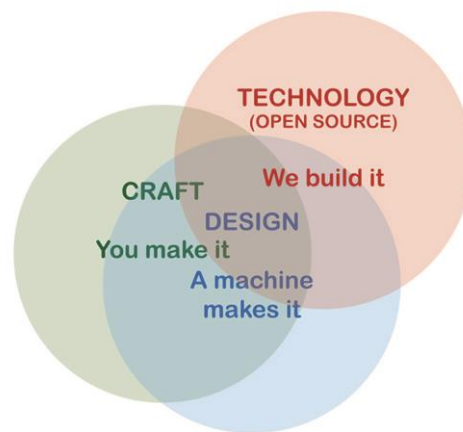 TECHNOLOGY
(OPEN SOURCE)
We build it
CRAFT
You make it
DESIGN
A machine
makes it